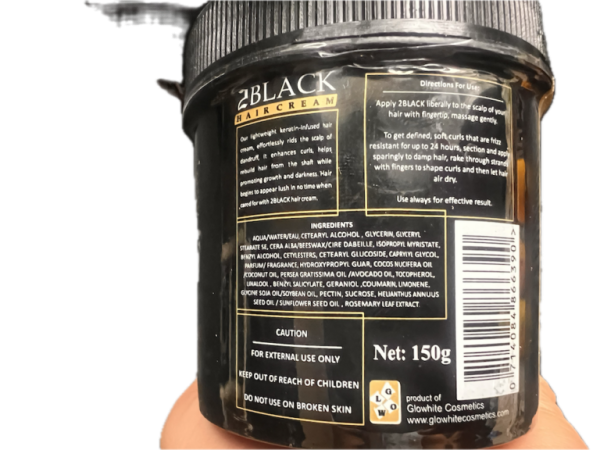 2BLACK
HAIR CREAM
Our lightweight keratin-infused hair
cream, effortlessly rids the scalp of
dandruff. It enhances curls, helps
rebuild hair from the shaft while
promoting growth and darkness. Hair
begins to appear lush in no time when
cared for with 2BLACK hair cream.
Directions For Use:
Apply 2BLACK liberally to the scalp of your
hair with fingertip, massage gently.
To get defined, soft curls that are frizz
resistant for up to 24 hours, section and apply
sparingly to damp hair, rake through strands
with fingers to shape curls and then let hair
air dry.
Use always for effective result.
INGREDIENTS
AQUA/WATER/EAU, CETEARYL ALCOHOL, GLYCERIN, GLYCERYL
STEARATE SE, CERA ALBA/BEESWAX/CIRE DABEILLE, ISOPROPYL MYRISTATE,
BENZYL ALCOHOL, CETYLESTERS, CETEARYL GLUCOSIDE, CAPRYLYL GLYCOL,
PARFUM/ FRAGRANCE, HYDROXYPROPYL GUAR, COCOS NUCIFERA OIL
/COCONUT OIL, PERSEA GRATISSIMA OIL /AVOCADO OIL, TOCOPHEROL,
LINALOOL , BENZYL SALICYLATE, GERANIOL ,COUMARIN, LIMONENE,
GLYCINE SOJA OIL/SOYBEAN OIL, PECTIN, SUCROSE, HELIANTHUS ANNUUS
SEED OIL / SUNFLOWER SEED OIL , ROSEMARY LEAF EXTRACT.
CAUTION
FOR EXTERNAL USE ONLY
KEEP OUT OF REACH OF CHILDREN
DO NOT USE ON BROKEN SKIN
Net: 150g
0 714084 866390 >
G
L O
W
product of
Glowhite Cosmetics
www.glowhitecosmetics.com